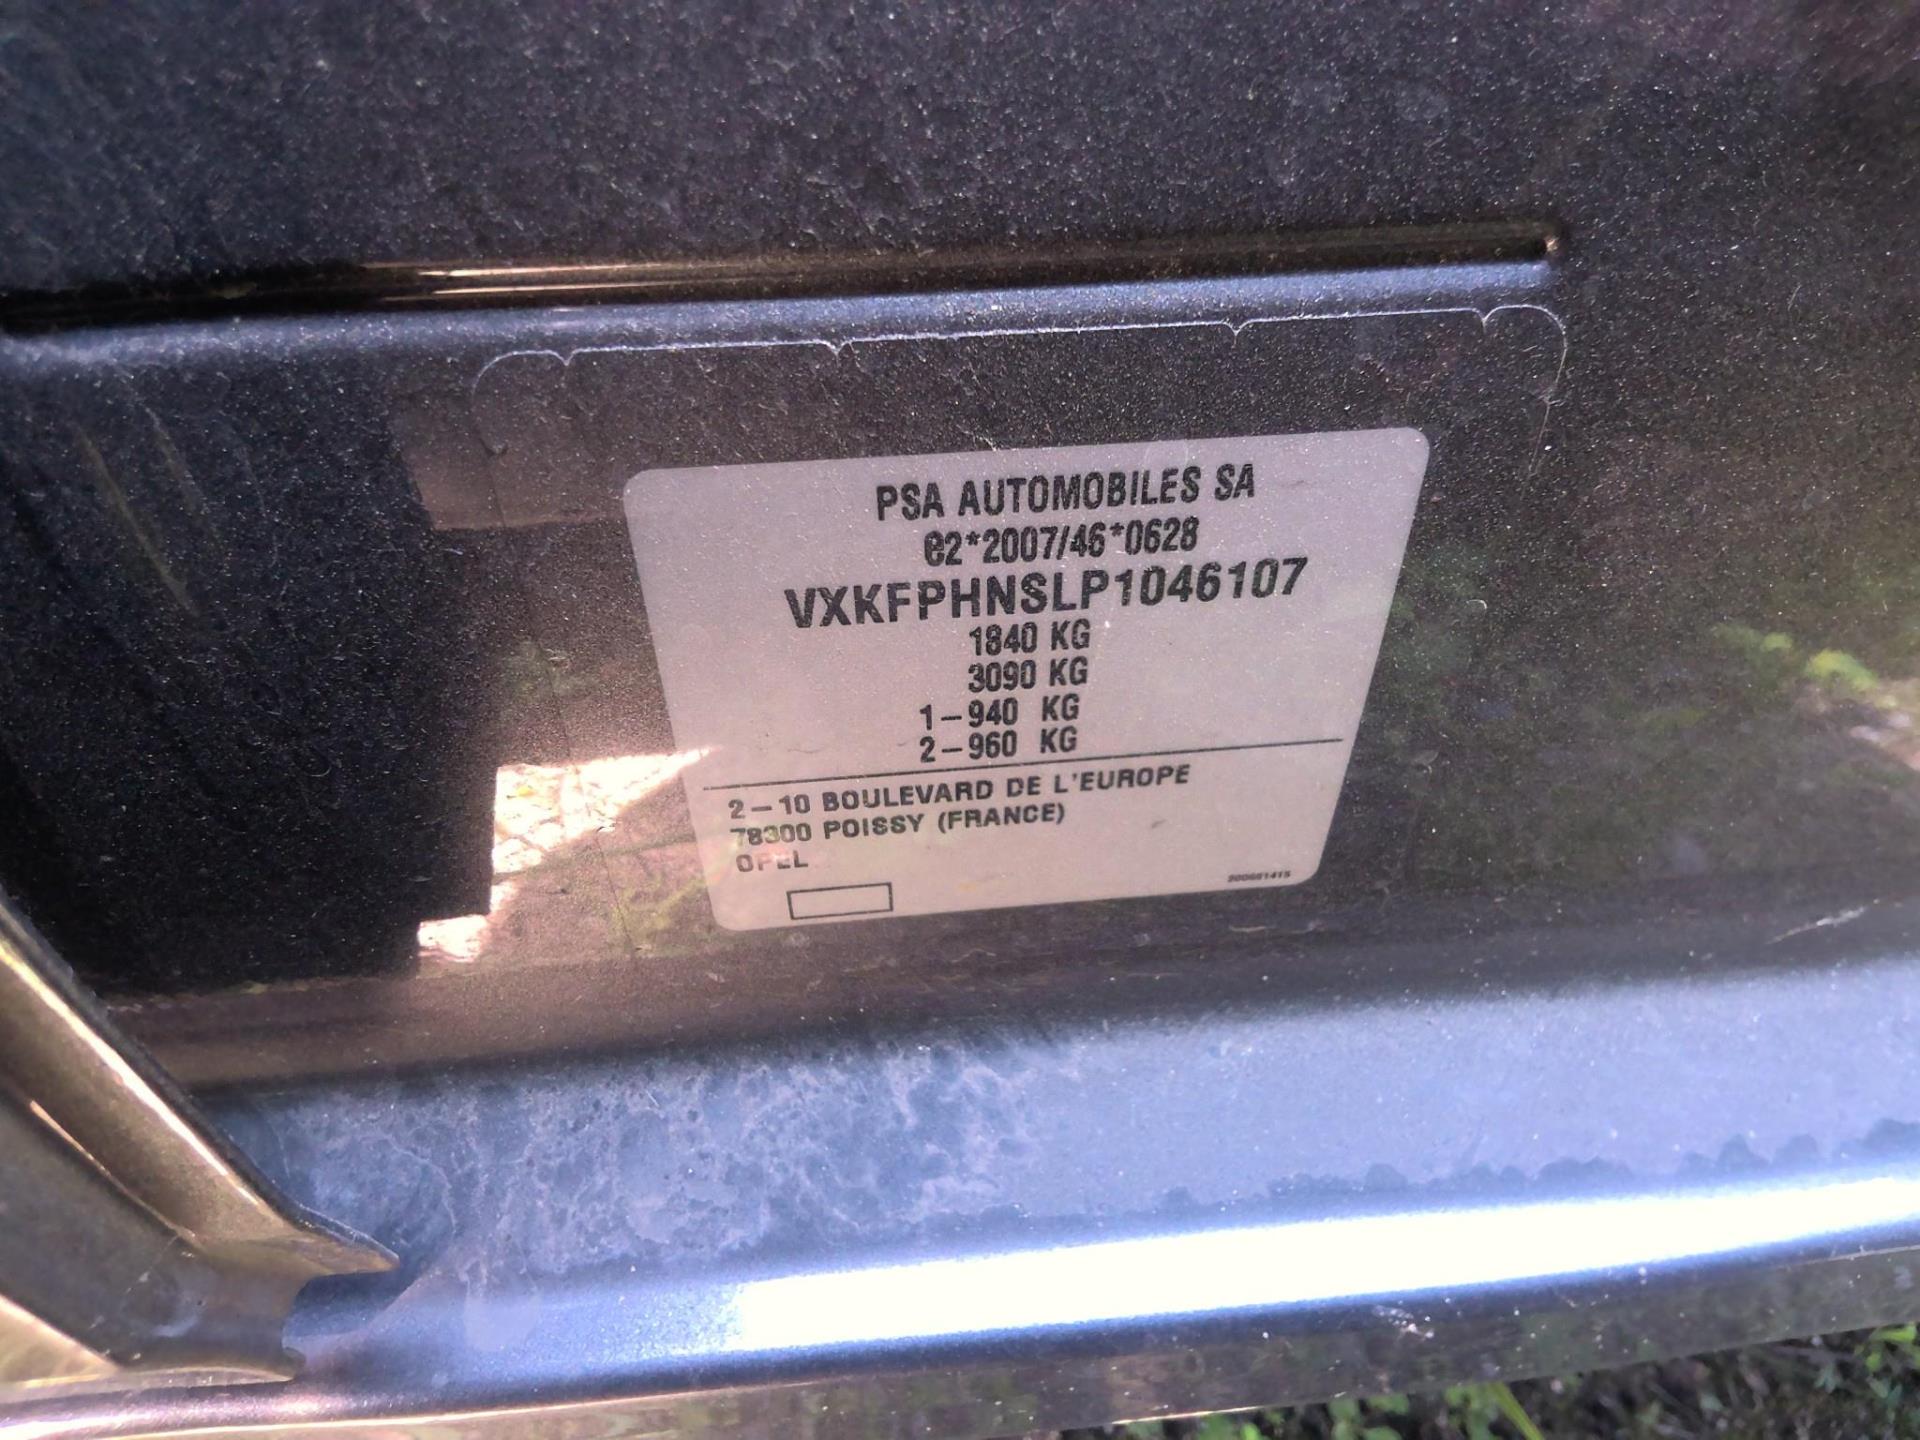 PSA AUTOMOBILES SA
e2*2007/46*0628
VXKFPHNSLP1046107
1840 KG
3090 KG
1-940 KG
2-960 KG
2-10 BOULEVARD DE L'EUROPE
78300 POISSY (FRANCE)
OPEL